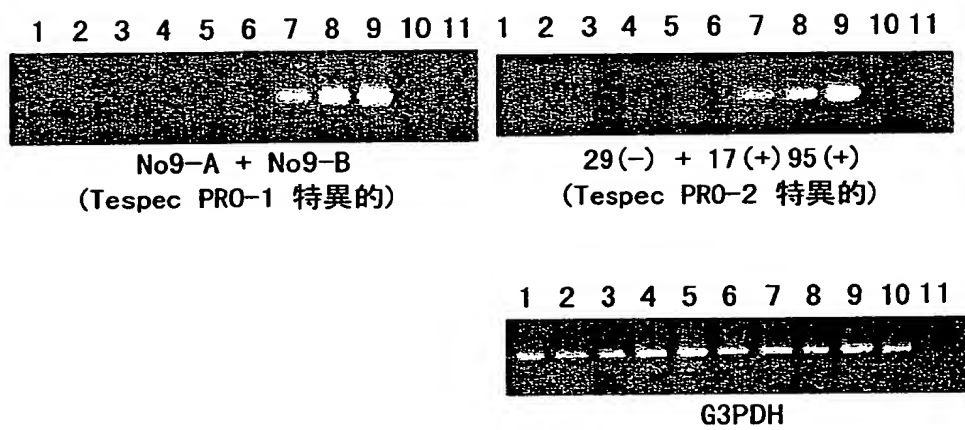 1 2 3 4 5 6 7 8 9 10 11
No9-A + No9-B
(Tespec PRO-1 特異的)
1 2 3 4 5 6 7 8 9 10 11
29(-) + 17(+)95(+)
(Tespec PRO-2 特異的)
1 2 3 4 5 6 7 8 9 10 11
G3PDH